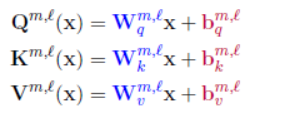 Q^{m,ℓ}(x) = W_q^{m,ℓ}x + b_q^{m,ℓ}
K^{m,ℓ}(x) = W_k^{m,ℓ}x + b_k^{m,ℓ}
V^{m,ℓ}(x) = W_v^{m,ℓ}x + b_v^{m,ℓ}